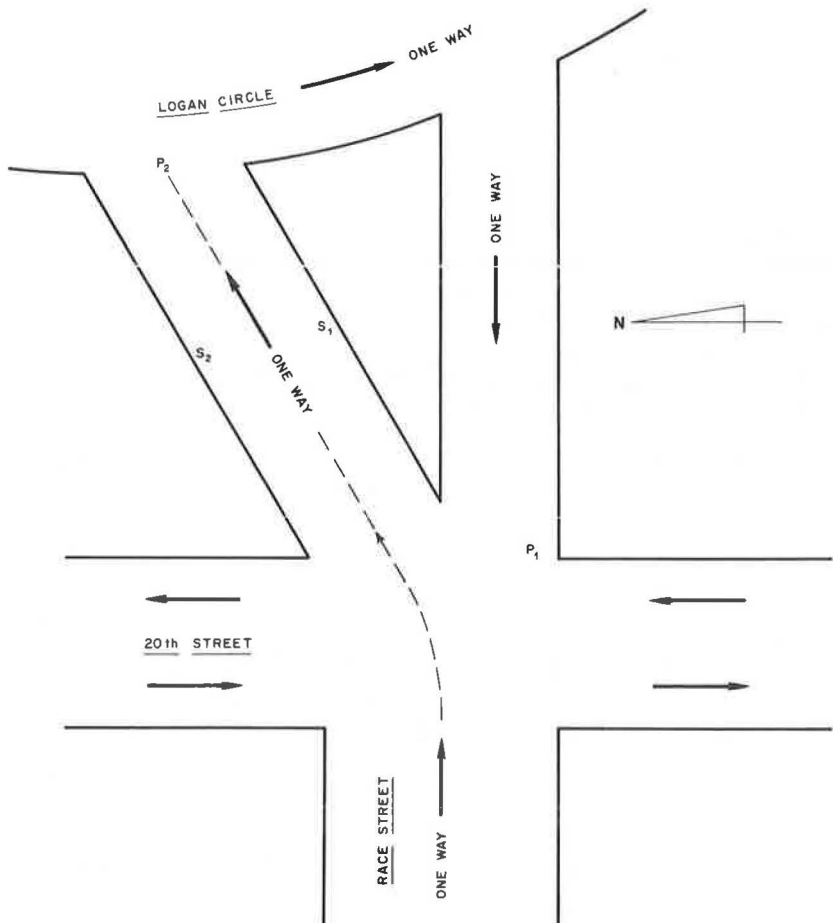 ONE WAY
LOGAN CIRCLE
P2
ONE WAY
N
S1
S2
ONE WAY
P1
20th STREET
RACE STREET
ONE WAY